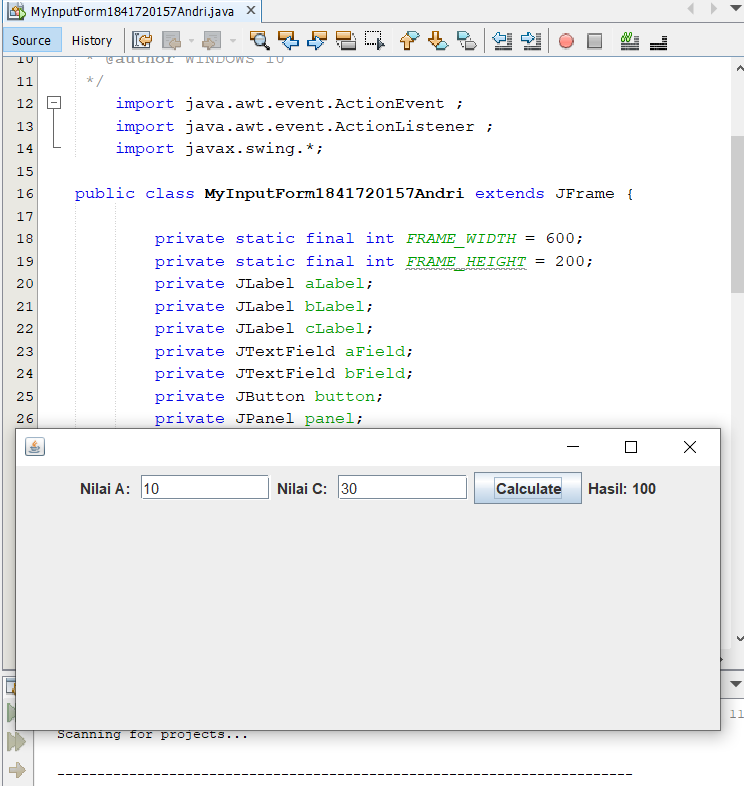 MyInputForm1841720157Andri.java
Source History
10 * @author WINDOWS 10
11 */
12 import java.awt.event.ActionEvent ;
13 import java.awt.event.ActionListener ;
14 import javax.swing.*;
15
16 public class MyInputForm1841720157Andri extends JFrame {
17
18 private static final int FRAME_WIDTH = 600;
19 private static final int FRAME_HEIGHT = 200;
20 private JLabel aLabel;
21 private JLabel bLabel;
22 private JLabel cLabel;
23 private JTextField aField;
24 private JTextField bField;
25 private JButton button;
26 private JPanel panel;
Nilai A: 10 Nilai C: 30 Calculate Hasil: 100
11
Scanning for projects...
------------------------------------------------------------------------